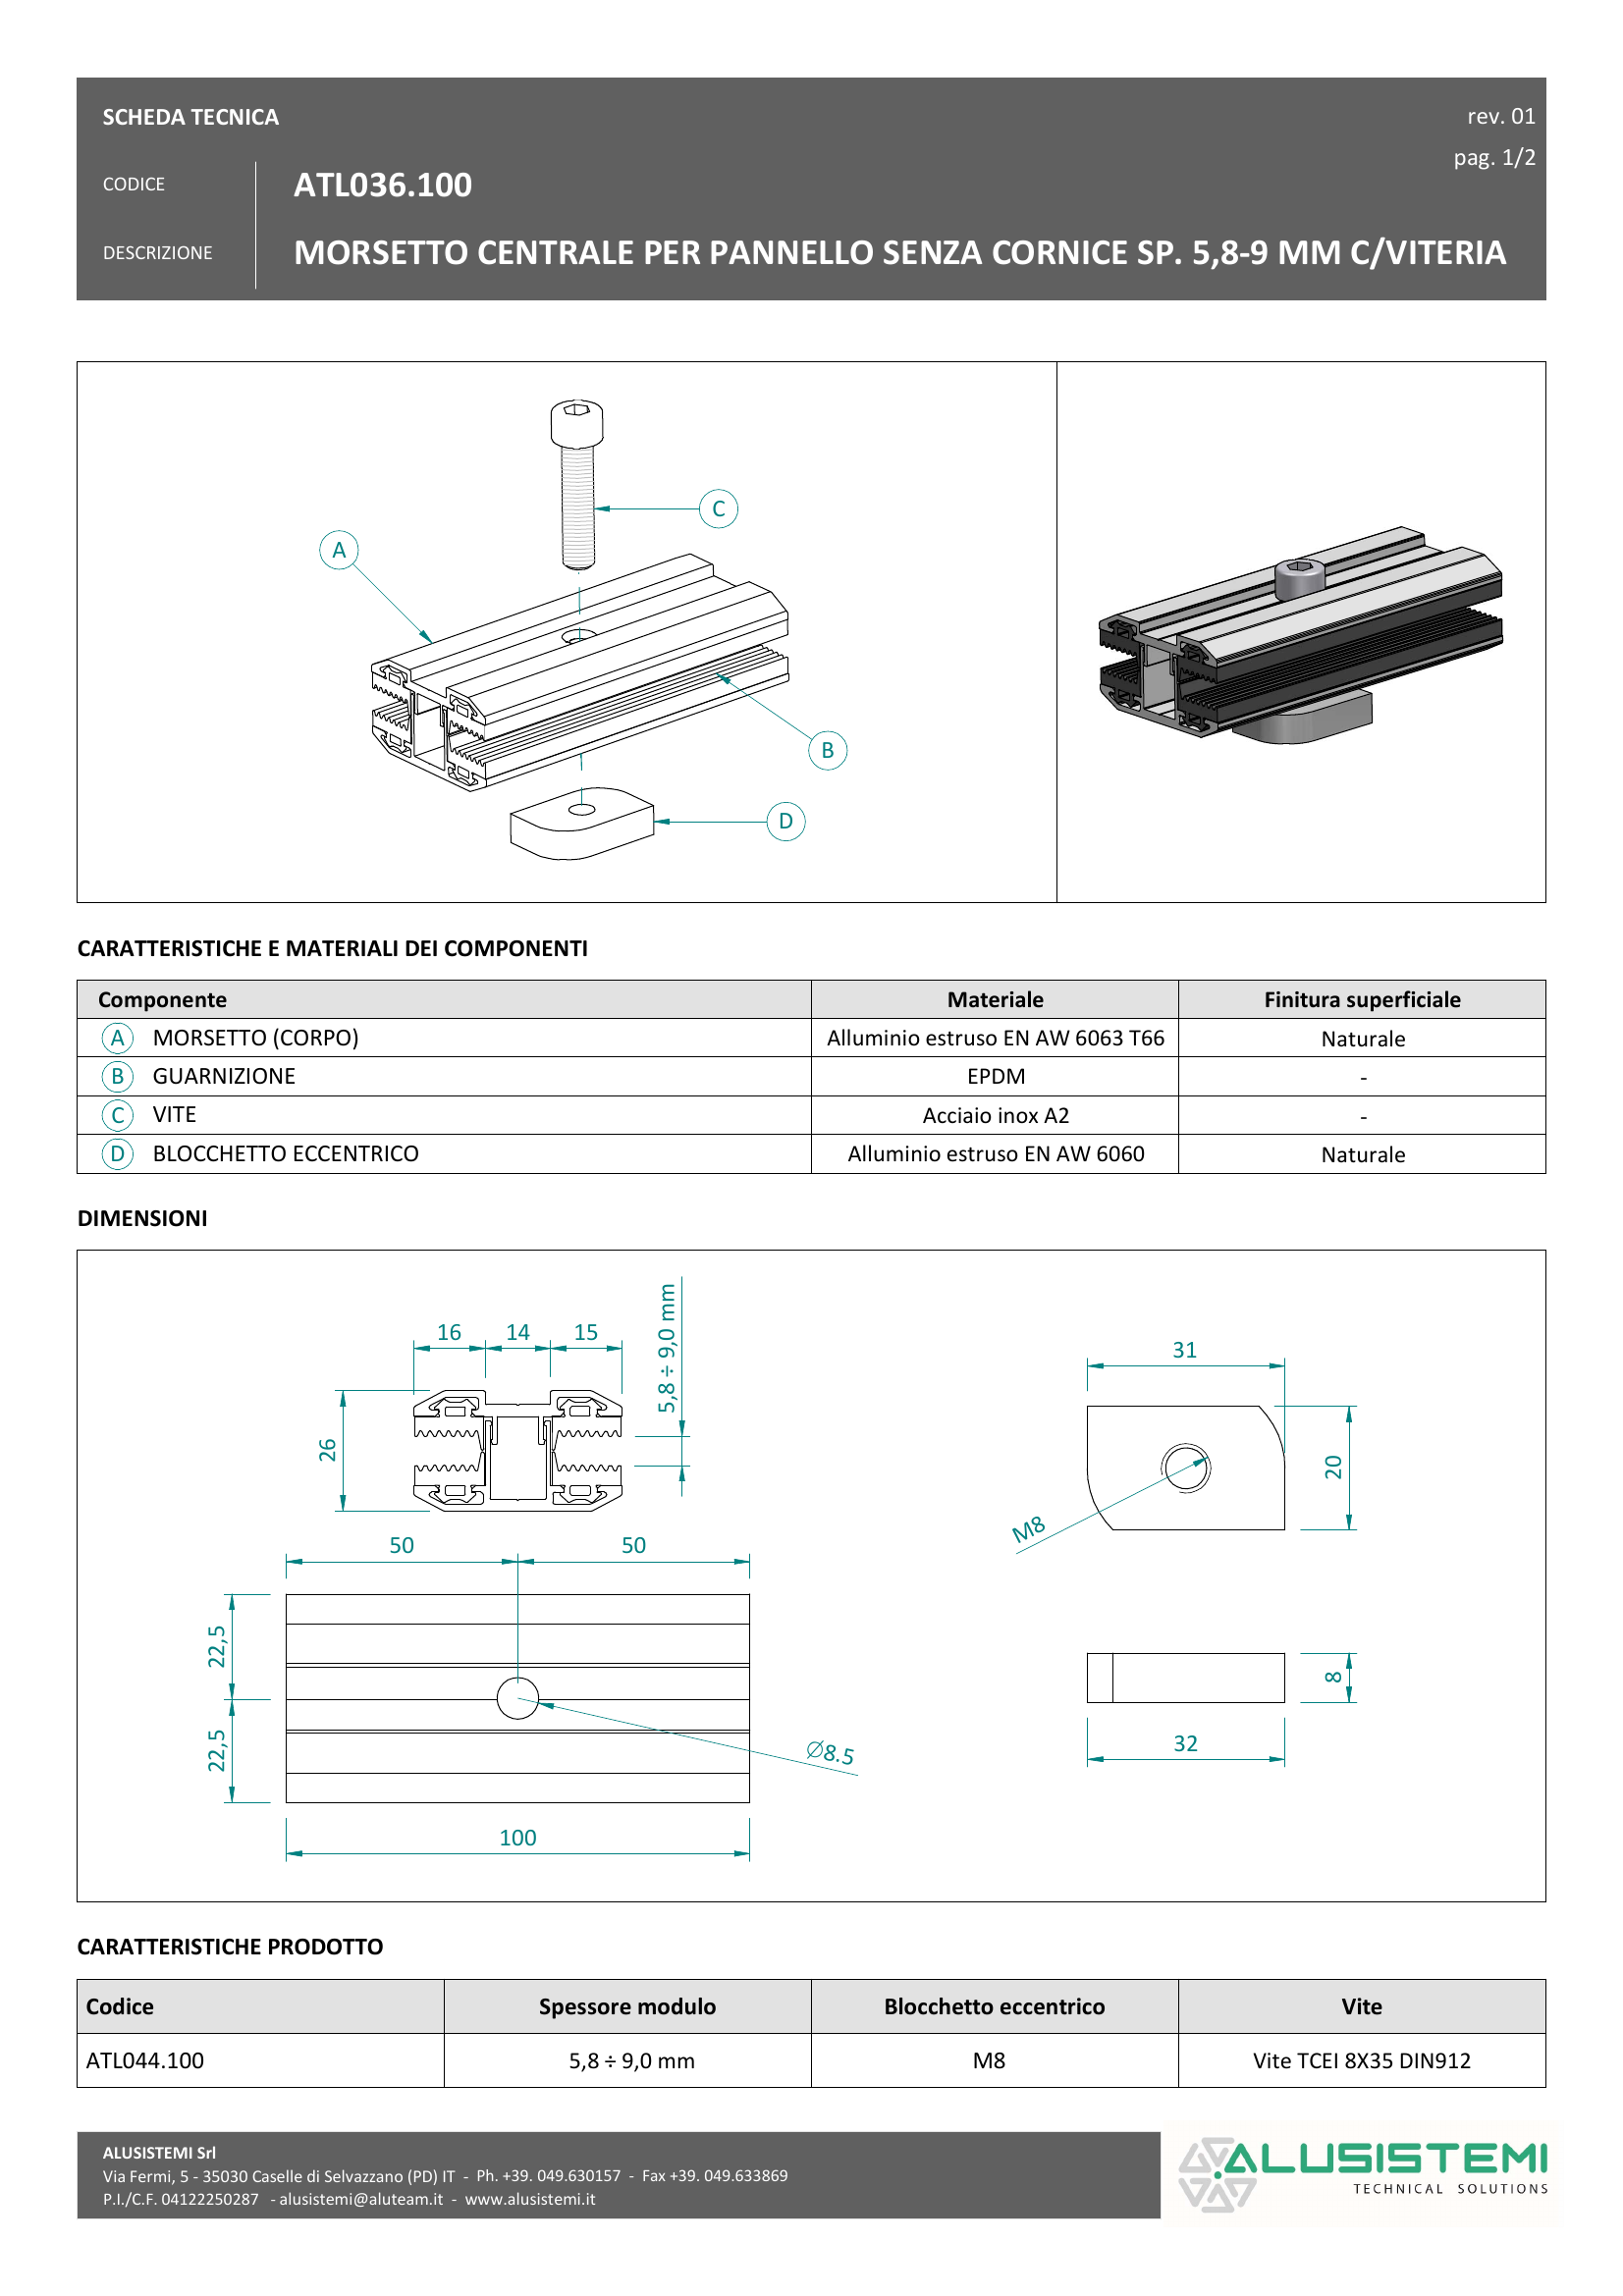 SCHEDA TECNICA
rev. 01
pag. 1/2
CODICE
ATL036.100
DESCRIZIONE
MORSETTO CENTRALE PER PANNELLO SENZA CORNICE SP. 5,8-9 MM C/VITERIA
C
A
B
D
CARATTERISTICHE E MATERIALI DEI COMPONENTI
Componente Materiale Finitura superficiale
A MORSETTO (CORPO) Alluminio estruso EN AW 6063 T66 Naturale
B GUARNIZIONE EPDM -
C VITE Acciaio inox A2 -
D BLOCCHETTO ECCENTRICO Alluminio estruso EN AW 6060 Naturale
DIMENSIONI
16 14 15
5,8 ÷ 9,0 mm
26
31
20
M8
50 50
22,5
22,5
Ø8.5
100
8
32
CARATTERISTICHE PRODOTTO
Codice Spessore modulo Blocchetto eccentrico Vite
ATL044.100 5,8 ÷ 9,0 mm M8 Vite TCEI 8X35 DIN912
ALUSISTEMI Srl
Via Fermi, 5 - 35030 Caselle di Selvazzano (PD) IT - Ph. +39. 049.630157 - Fax +39. 049.633869
P.I./C.F. 04122250287 - alusistemi@aluteam.it - www.alusistemi.it
ALUSISTEMI
TECHNICAL SOLUTIONS